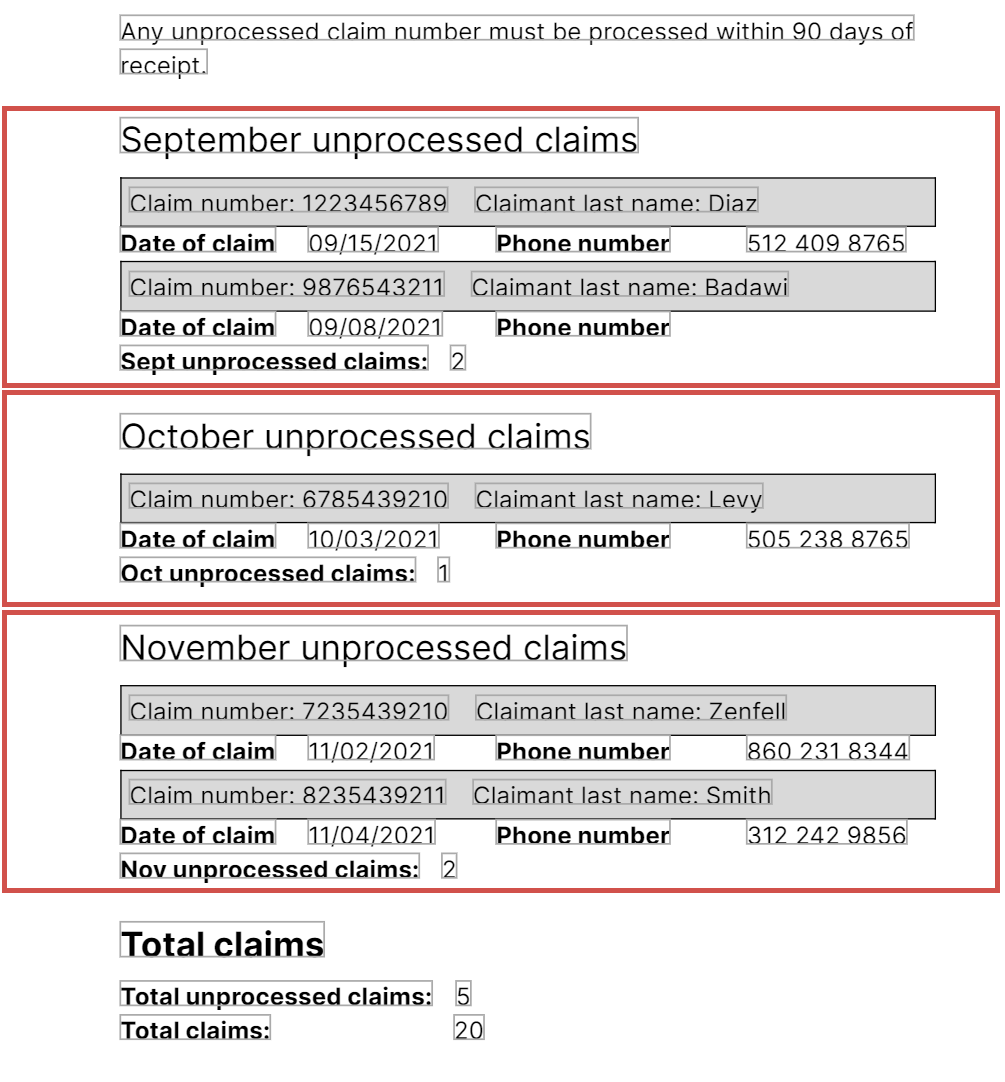 Any unprocessed claim number must be processed within 90 days of
receipt.
September unprocessed claims
Claim number: 1223456789 Claimant last name: Diaz
Date of claim 09/15/2021 Phone number 512 409 8765
Claim number: 9876543211 Claimant last name: Badawi
Date of claim 09/08/2021 Phone number
Sept unprocessed claims: 2
October unprocessed claims
Claim number: 6785439210 Claimant last name: Levy
Date of claim 10/03/2021 Phone number 505 238 8765
Oct unprocessed claims: 1
November unprocessed claims
Claim number: 7235439210 Claimant last name: Zenfell
Date of claim 11/02/2021 Phone number 860 231 8344
Claim number: 8235439211 Claimant last name: Smith
Date of claim 11/04/2021 Phone number 312 242 9856
Nov unprocessed claims: 2
Total claims
Total unprocessed claims: 5
Total claims: 20